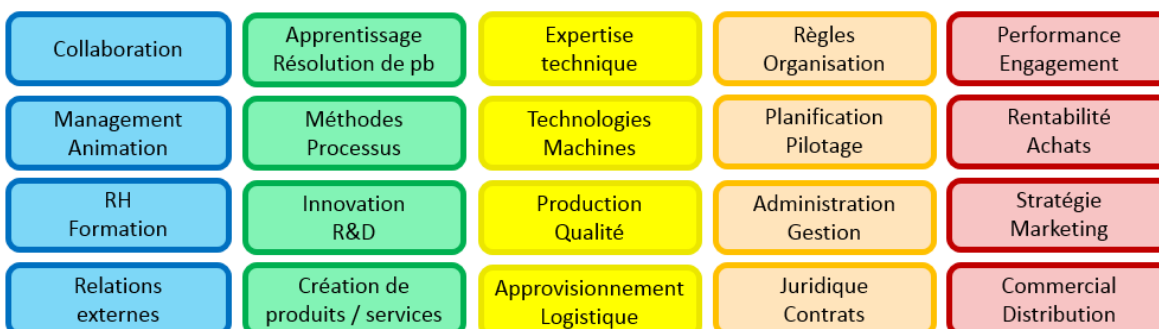 Collaboration
Apprentissage
Résolution de pb
Expertise
technique
Règles
Organisation
Performance
Engagement
Management
Animation
Méthodes
Processus
Technologies
Machines
Planification
Pilotage
Rentabilité
Achats
RH
Formation
Innovation
R&D
Production
Qualité
Administration
Gestion
Stratégie
Marketing
Relations
externes
Création de
produits / services
Approvisionnement
Logistique
Juridique
Contrats
Commercial
Distribution